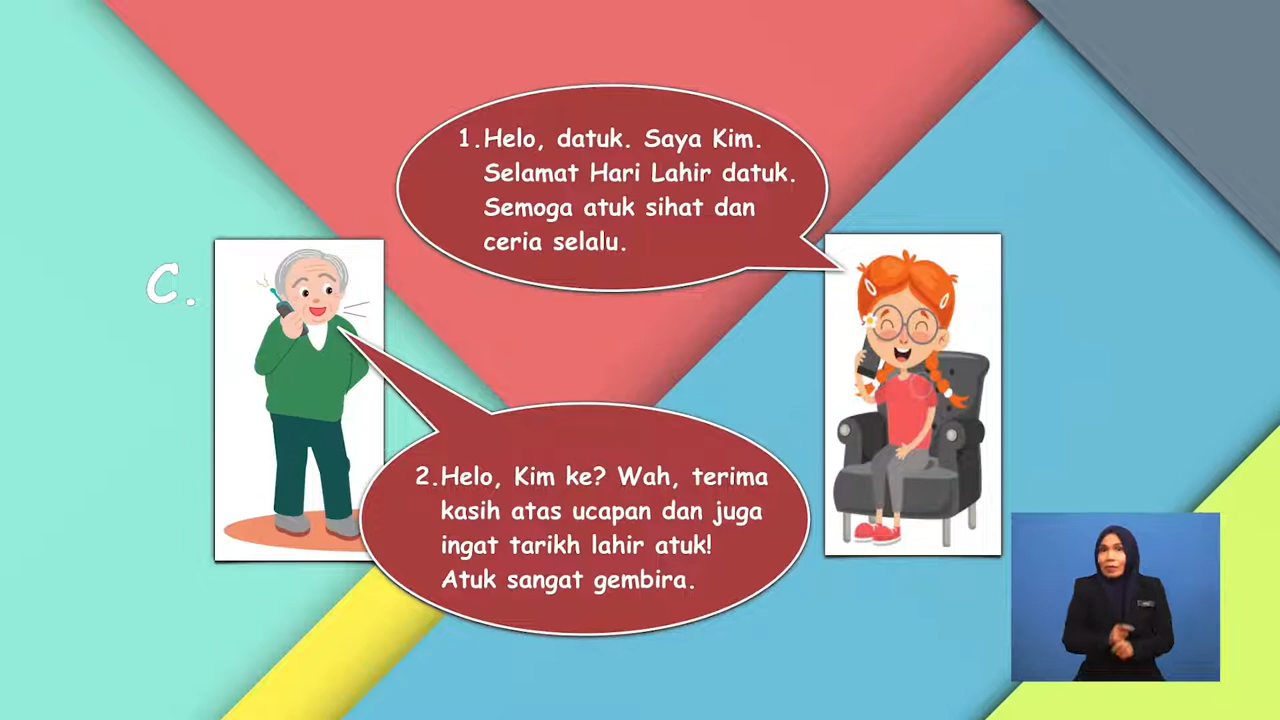 C.
1. Helo, datuk. Saya Kim.
Selamat Hari Lahir datuk.
Semoga atuk sihat dan
ceria selalu.
2. Helo, Kim ke? Wah, terima
kasih atas ucapan dan juga
ingat tarikh lahir atuk!
Atuk sangat gembira.